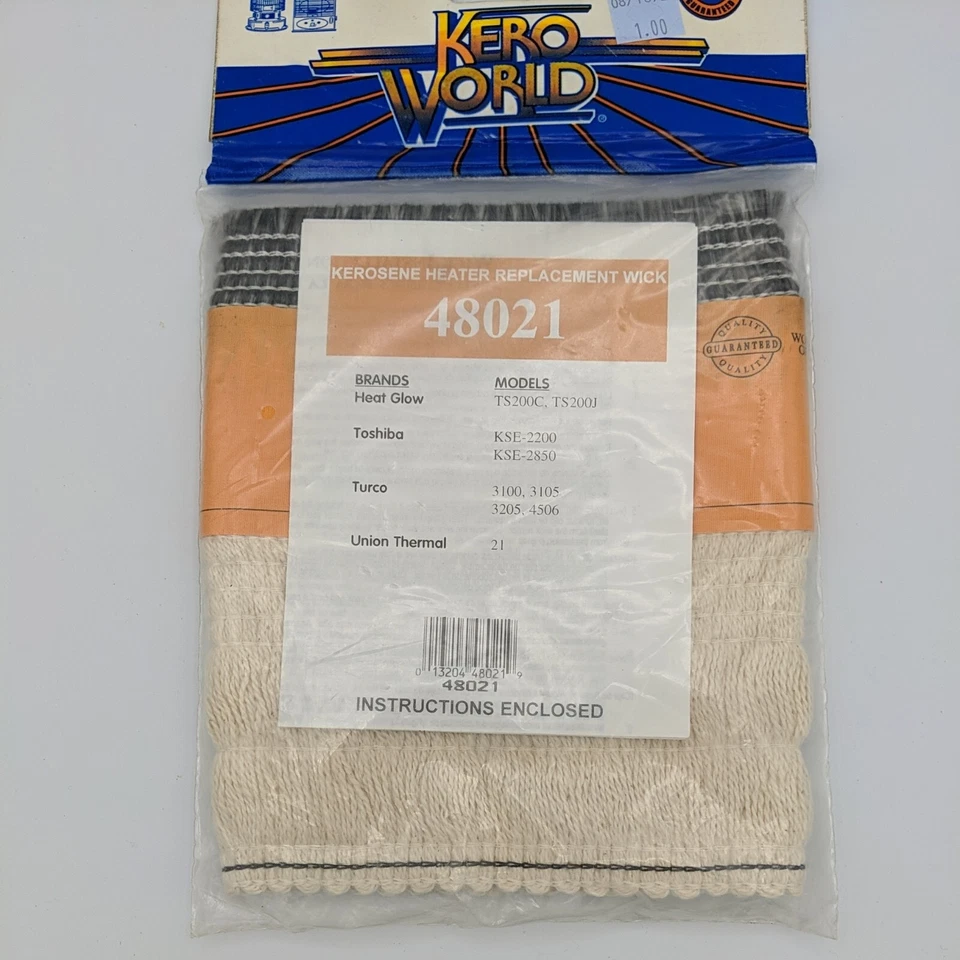 1.00
GUARANTEED
KERO
WORLD®
KEROSENE HEATER REPLACEMENT WICK
48021
QUALITY
GUARANTEED
QUALITY
BRANDS MODELS
Heat Glow TS200C, TS200J
Toshiba KSE-2200
KSE-2850
Turco 3100, 3105
3205, 4506
Union Thermal 21
0 13204 48021 9
48021
INSTRUCTIONS ENCLOSED